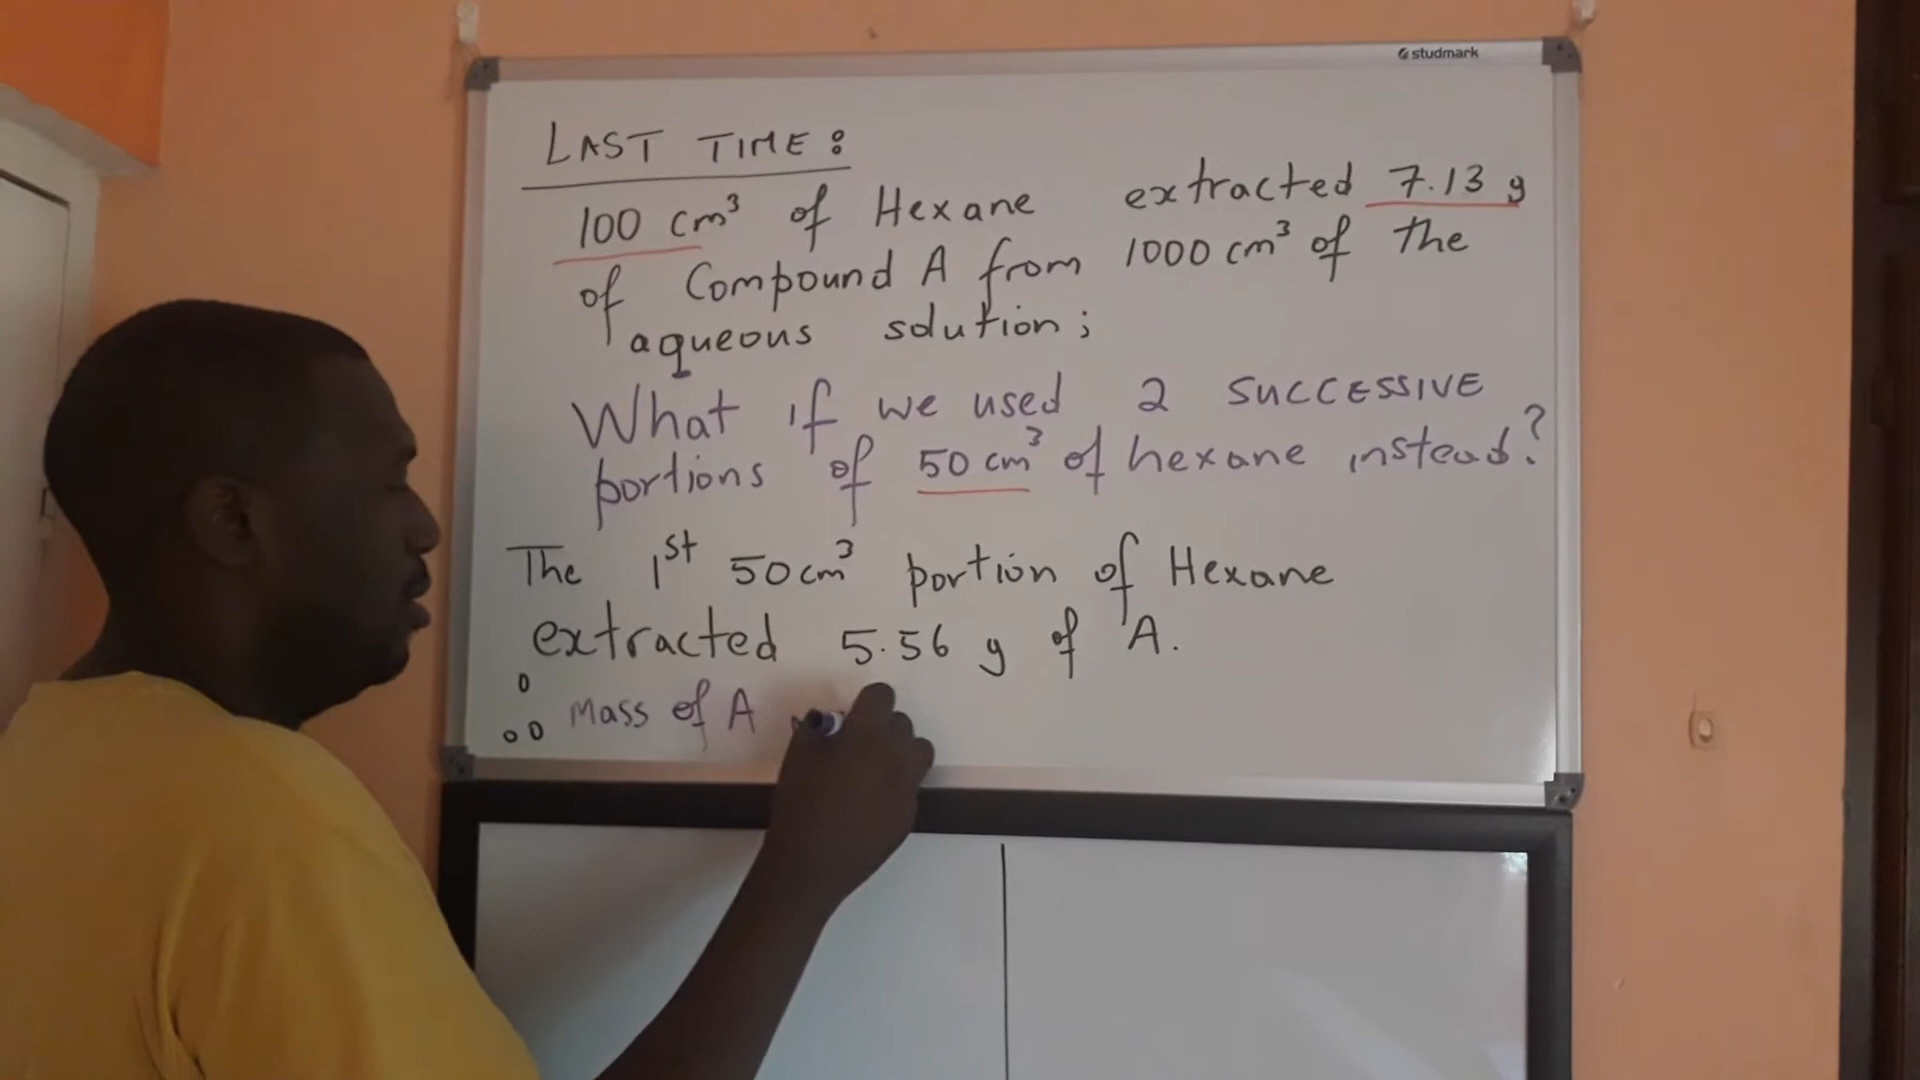 studmark
LAST TIME:
100 cm³ of Hexane extracted 7.13 g
of Compound A from 1000 cm³ of the
aqueous solution;
What if we used 2 SUCCESSIVE
portions of 50 cm³ of hexane instead?
The 1st 50cm³ portion of Hexane
extracted 5.56 g of A.
∴ Mass of A